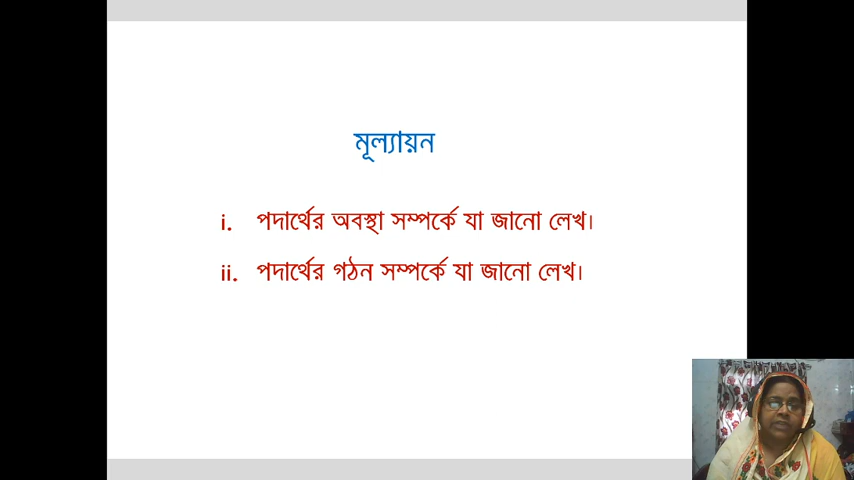 মূল্যায়ন
i. পদার্থের অবস্থা সম্পর্কে যা জানো লেখ।
ii. পদার্থের গঠন সম্পর্কে যা জানো লেখ।